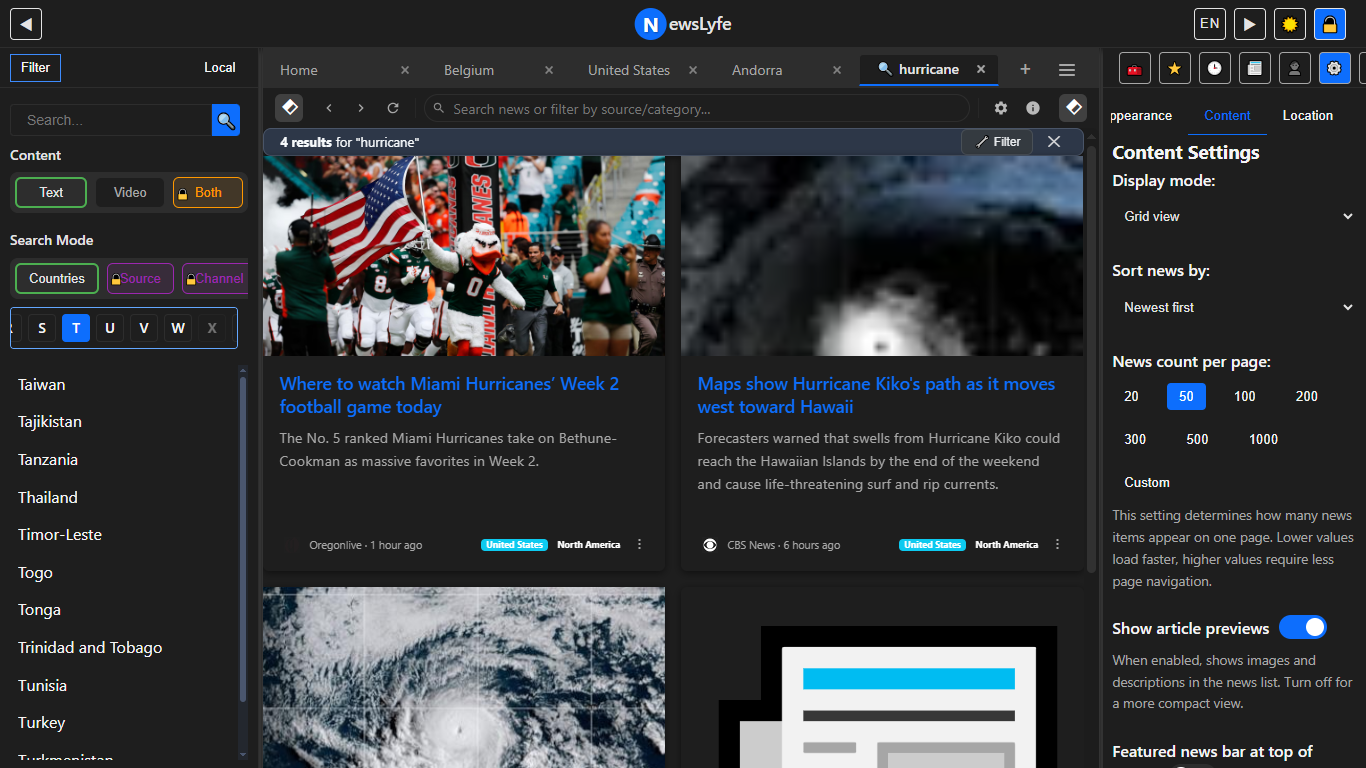 NewsLyfe
EN
Filter
Local
Home
Belgium
United States
Andorra
hurricane
Search...
Search news or filter by source/category...
Content
Text
Video
Both
Search Mode
Countries
Source
Channel
S
T
U
V
W
X
Taiwan
Tajikistan
Tanzania
Thailand
Timor-Leste
Togo
Tonga
Trinidad and Tobago
Tunisia
Turkey
Turkmenistan
4 results for "hurricane"
Filter
Where to watch Miami Hurricanes’ Week 2
football game today
The No. 5 ranked Miami Hurricanes take on Bethune-
Cookman as massive favorites in Week 2.
Oregonlive · 1 hour ago
United States
North America
Maps show Hurricane Kiko's path as it moves
west toward Hawaii
Forecasters warned that swells from Hurricane Kiko could
reach the Hawaiian Islands by the end of the weekend
and cause life-threatening surf and rip currents.
CBS News · 6 hours ago
United States
North America
ppearance
Content
Location
Content Settings
Display mode:
Grid view
Sort news by:
Newest first
News count per page:
20
50
100
200
300
500
1000
Custom
This setting determines how many news
items appear on one page. Lower values
load faster, higher values require less
page navigation.
Show article previews
When enabled, shows images and
descriptions in the news list. Turn off for
a more compact view.
Featured news bar at top of